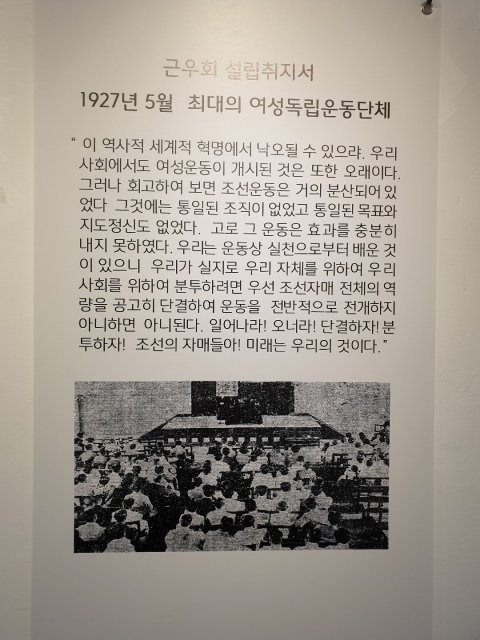 근우회 설립취지서
1927년 5월 최대의 여성독립운동단체
“ 이 역사적 세계적 혁명에서 낙오될 수 있으랴. 우리
사회에서도 여성운동이 개시된 것은 또한 오래이다.
그러나 회고하여 보면 조선운동은 거의 분산되어 있
었다 그것에는 통일된 조직이 없었고 통일된 목표와
지도정신도 없었다. 고로 그 운동은 효과를 충분히
내지 못하였다. 우리는 운동상 실천으로부터 배운 것
이 있으니 우리가 실지로 우리 자체를 위하여 우리
사회를 위하여 분투하려면 우선 조선자매 전체의 역
량을 공고히 단결하여 운동을 전반적으로 전개하지
아니하면 아니된다. 일어나라! 오너라! 단결하자! 분
투하자! 조선의 자매들아! 미래는 우리의 것이다.”